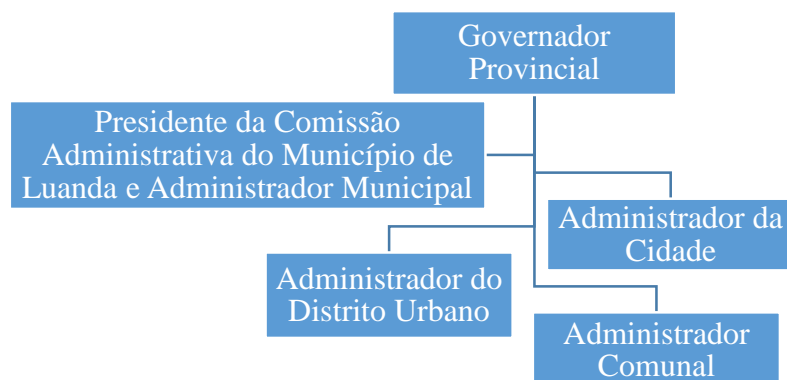 Governador
Provincial
Presidente da Comissão
Administrativa do Município de
Luanda e Administrador Municipal
Administrador da
Cidade
Administrador do
Distrito Urbano
Administrador
Comunal